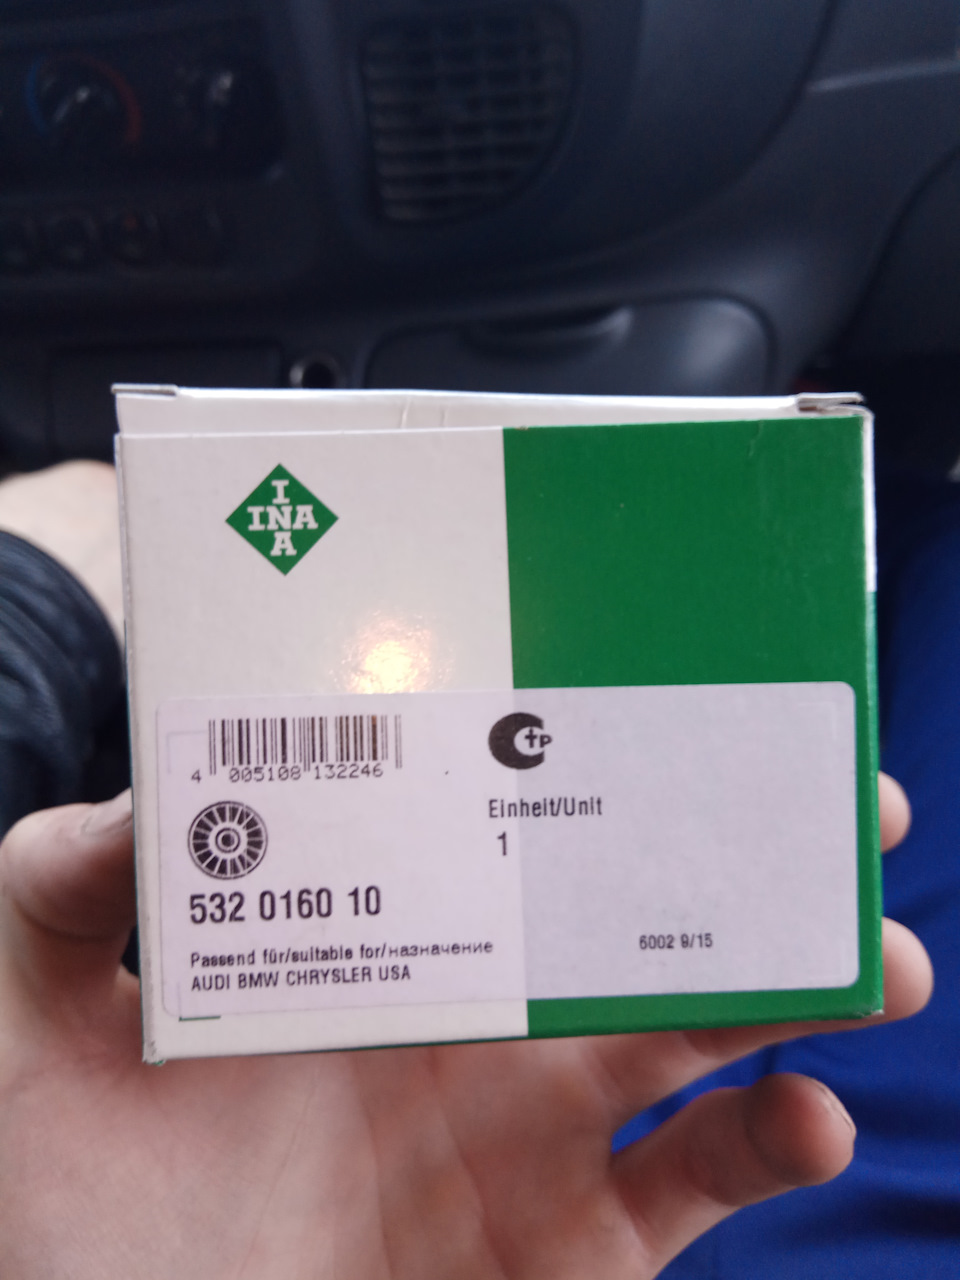 I
INA
A
4 005108 132246
СтР
Einheit/Unit
1
532 0160 10
Passend für/suitable for/назначение
AUDI BMW CHRYSLER USA
6002 9/15